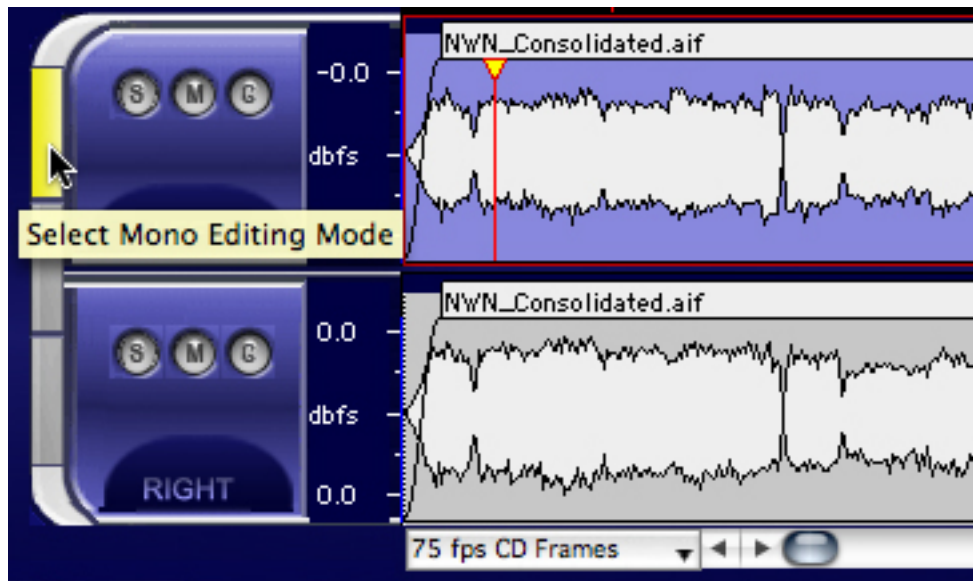 NWN_Consolidated.aif
-0.0
S M C
dbfs
Select Mono Editing Mode
NWN_Consolidated.aif
0.0
S M C
dbfs
RIGHT
0.0
75 fps CD Frames